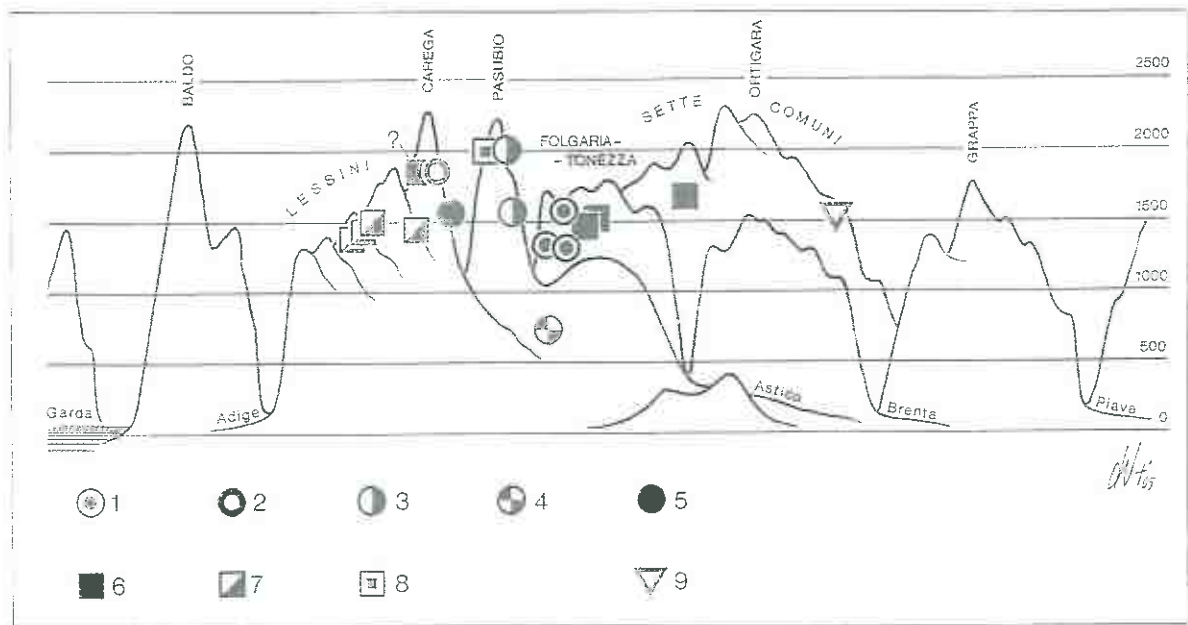 BALDO
CAREGA
PASUBIO
ORTIGARA
GRAPPA
2500
2000
1500
1000
500
0
SETTE COMUNI
FOLGARIA-
-TONEZZA
?
LESSINI
Garda
Adige
Astico
Brenta
Piave
1
2
3
4
5
6
7
8
9